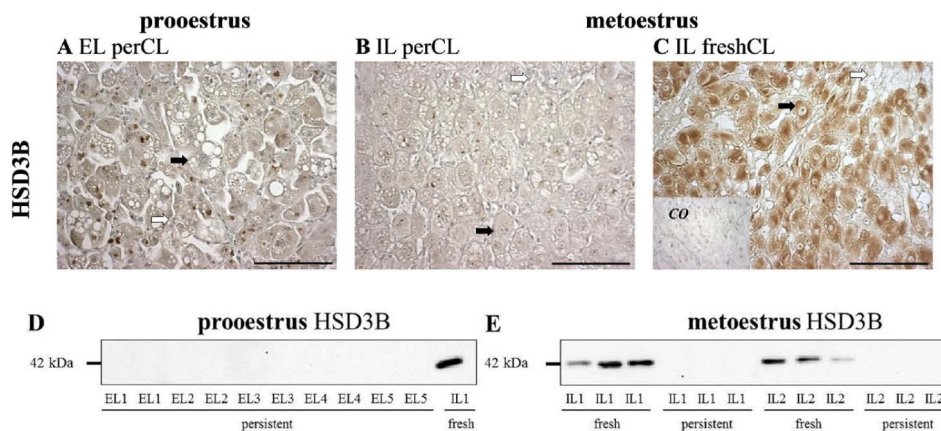 prooestrus metoestrus
A EL perCL B IL perCL C IL freshCL
HSD3B
CO
D prooestrus HSD3B E metoestrus HSD3B
42 kDa 42 kDa
EL1 EL1 EL2 EL2 EL3 EL3 EL4 EL4 EL5 EL5 IL1 IL1 IL1 IL1 IL1 IL1 IL1 IL2 IL2 IL2 IL2 IL2 IL2
persistent fresh fresh persistent fresh persistent